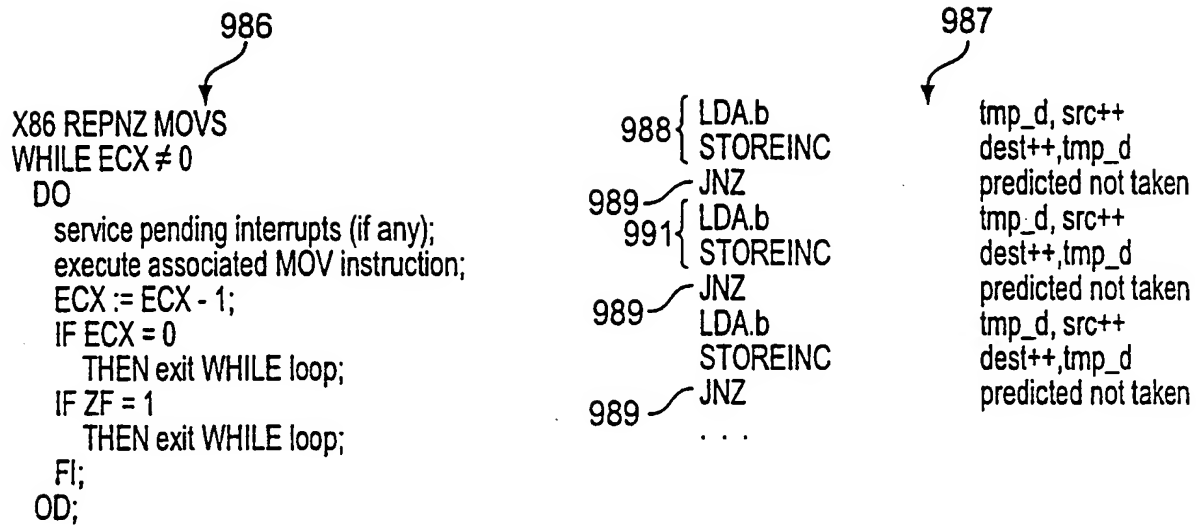 986
X86 REPNZ MOVS
WHILE ECX ≠ 0
DO
service pending interrupts (if any);
execute associated MOV instruction;
ECX := ECX - 1;
IF ECX = 0
THEN exit WHILE loop;
IF ZF = 1
THEN exit WHILE loop;
FI;
OD;
987
988 LDA.b tmp_d, src++
STOREINC dest++,tmp_d
989 JNZ predicted not taken
991 LDA.b tmp_d, src++
STOREINC dest++,tmp_d
989 JNZ predicted not taken
LDA.b tmp_d, src++
STOREINC dest++,tmp_d
989 JNZ predicted not taken
. . .